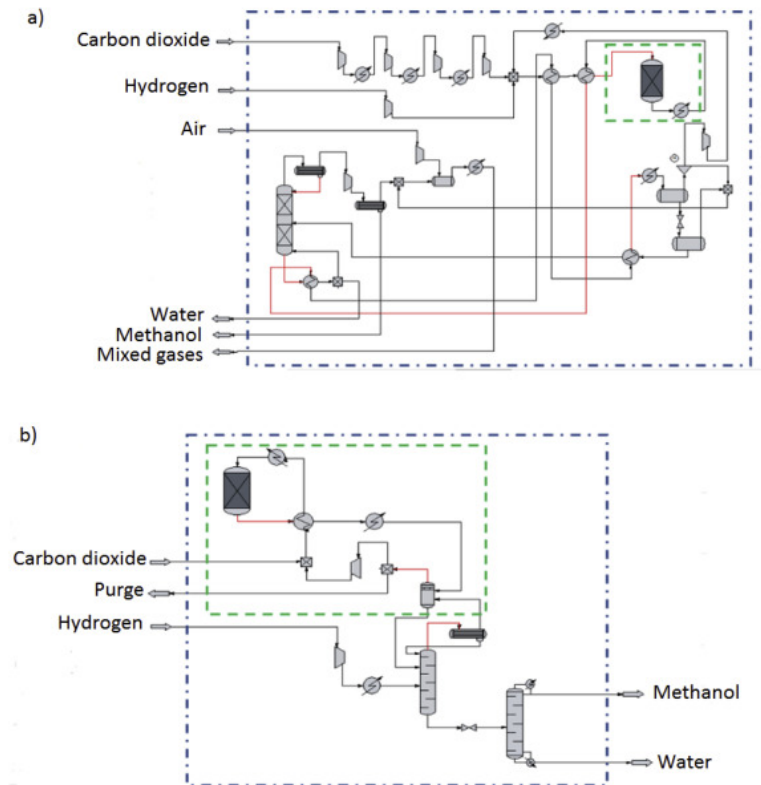 a)
Carbon dioxide
Hydrogen
Air
Water
Methanol
Mixed gases
b)
Carbon dioxide
Purge
Hydrogen
Methanol
Water